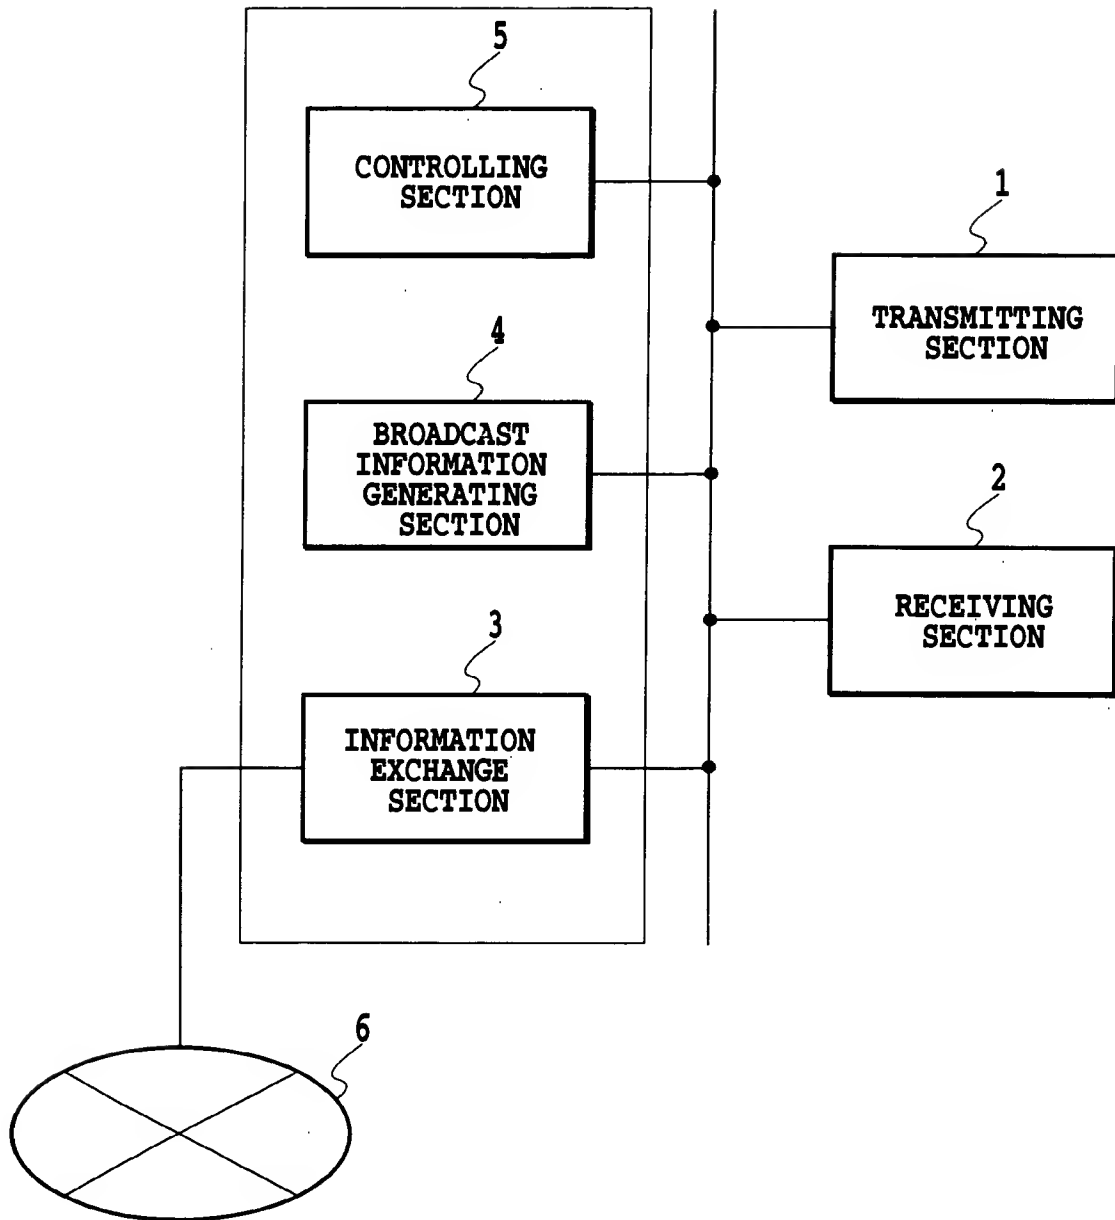 5
CONTROLLING
SECTION
1
TRANSMITTING
SECTION
4
BROADCAST
INFORMATION
GENERATING
SECTION
2
RECEIVING
SECTION
3
INFORMATION
EXCHANGE
SECTION
6